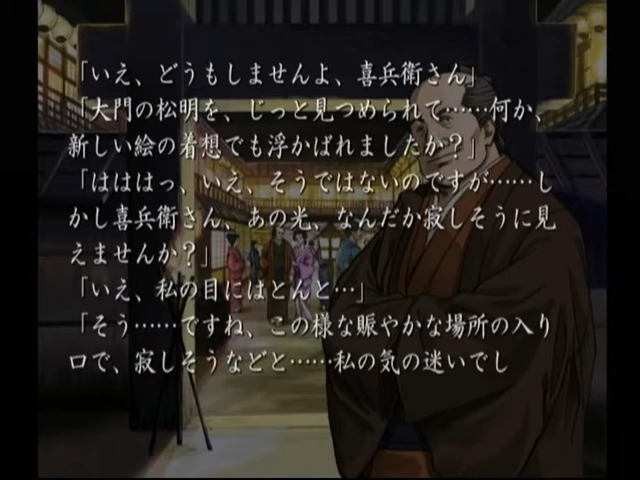 「いえ、どうもしませんよ、喜兵衛さん」
「大門の松明を、じっと見つめられて……何か、
新しい絵の着想でも浮かばれましたか？」
「はははっ、いえ、そうではないのですが……し
かし喜兵衛さん、あの光、なんだか寂しそうに見
えませんか？」
「いえ、私の目にはとんと…」
「そう……ですね、この様な賑やかな場所の入り
口で、寂しそうなどと……私の気の迷いでし